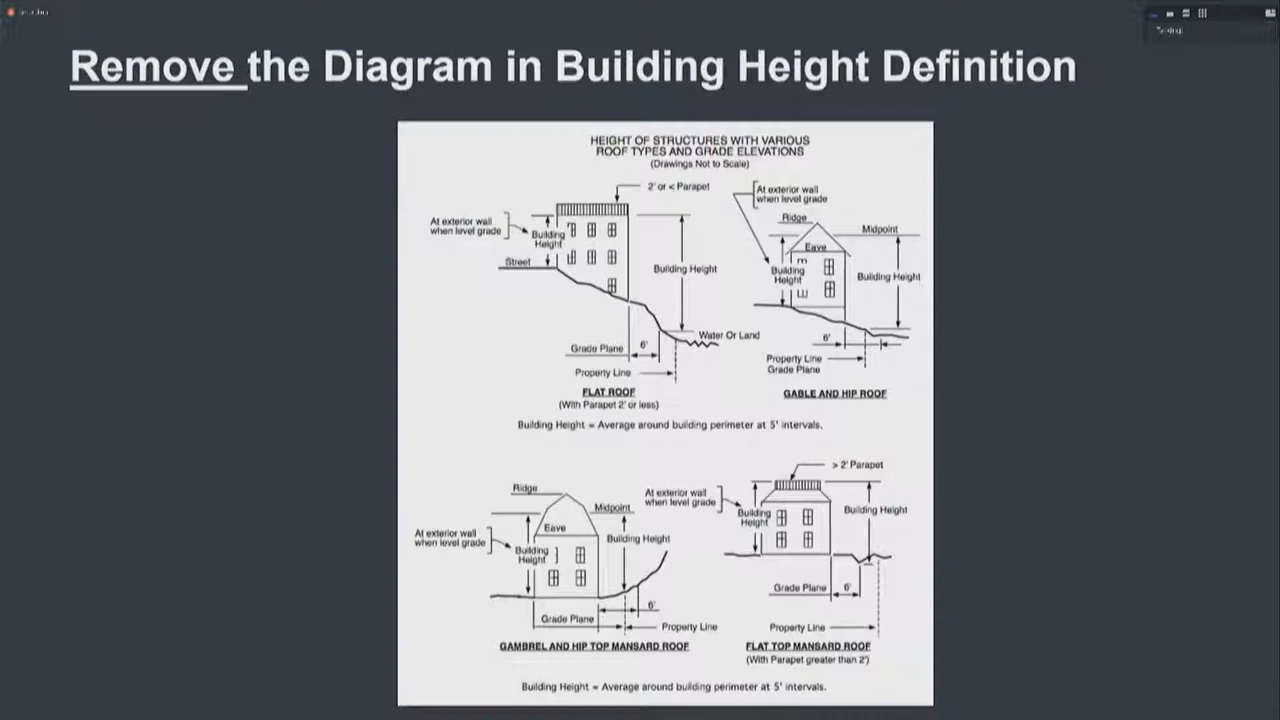 Remove the Diagram in Building Height Definition
HEIGHT OF STRUCTURES WITH VARIOUS
ROOF TYPES AND GRADE ELEVATIONS
(Drawings Not to Scale)
2' or < Parapet
At exterior wall
when level grade
Building
Height
Street
Building Height
Water Or Land
Grade Plane
6'
Property Line
FLAT ROOF
(With Parapet 2' or less)
At exterior wall
when level grade
Ridge
Midpoint
Eave
Building
Height
Building Height
6'
Property Line
Grade Plane
GABLE AND HIP ROOF
Building Height = Average around building perimeter at 5' intervals.
Ridge
Midpoint
Eave
At exterior wall
when level grade
Building
Height
Building Height
6'
Grade Plane
Property Line
GAMBREL AND HIP TOP MANSARD ROOF
> 2' Parapet
At exterior wall
when level grade
Building
Height
Building Height
Grade Plane
6'
Property Line
FLAT TOP MANSARD ROOF
(With Parapet greater than 2')
Building Height = Average around building perimeter at 5' intervals.